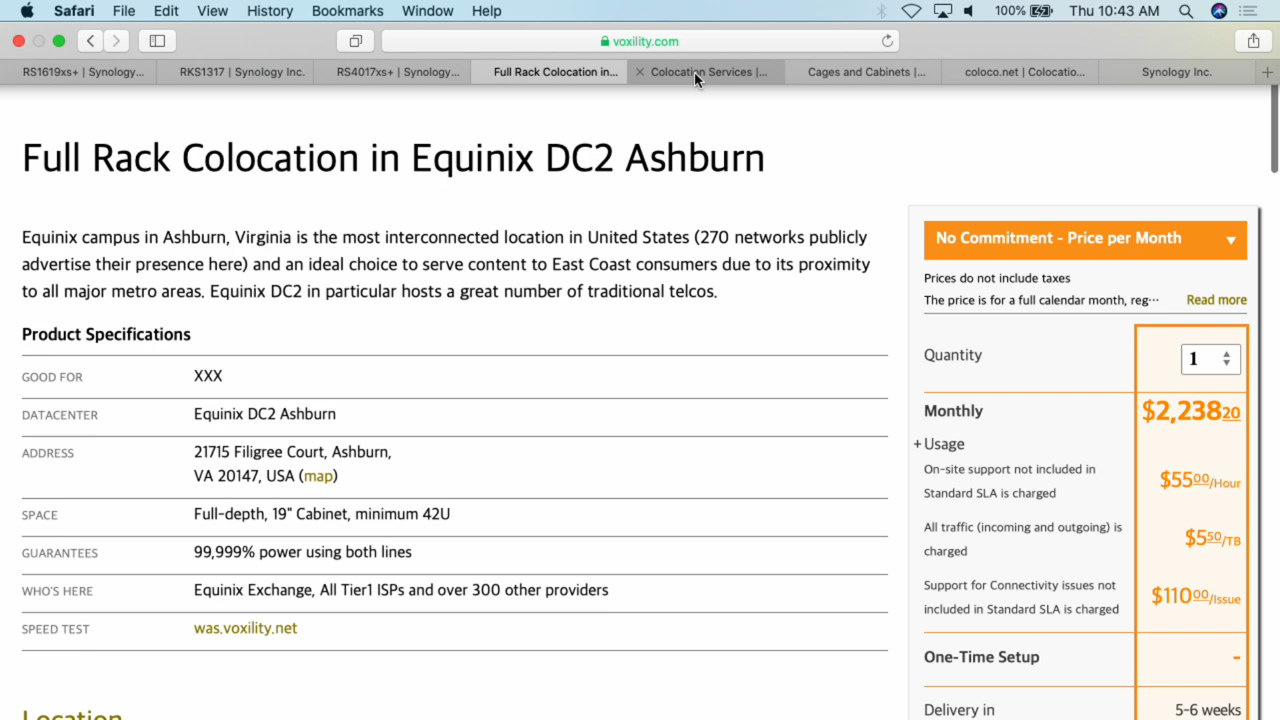 Safari File Edit View History Bookmarks Window Help 100% Thu 10:43 AM
voxility.com
RS1619xs+ | Synology... RKS1317 | Synology Inc. RS4017xs+ | Synology... Full Rack Colocation in... Colocation Services |... Cages and Cabinets |... coloco.net | Colocatio... Synology Inc.
Full Rack Colocation in Equinix DC2 Ashburn
Equinix campus in Ashburn, Virginia is the most interconnected location in United States (270 networks publicly
advertise their presence here) and an ideal choice to serve content to East Coast consumers due to its proximity
to all major metro areas. Equinix DC2 in particular hosts a great number of traditional telcos.
Product Specifications
GOOD FOR XXX
DATACENTER Equinix DC2 Ashburn
ADDRESS 21715 Filigree Court, Ashburn,
VA 20147, USA (map)
SPACE Full-depth, 19" Cabinet, minimum 42U
GUARANTEES 99,999% power using both lines
WHO'S HERE Equinix Exchange, All Tier1 ISPs and over 300 other providers
SPEED TEST was.voxility.net
Location
No Commitment - Price per Month
Prices do not include taxes
The price is for a full calendar month, reg··· Read more
Quantity 1
Monthly $2,23820
+ Usage
On-site support not included in
Standard SLA is charged $5500/Hour
All traffic (incoming and outgoing) is
charged $550/TB
Support for Connectivity issues not
included in Standard SLA is charged $11000/Issue
One-Time Setup -
Delivery in 5-6 weeks